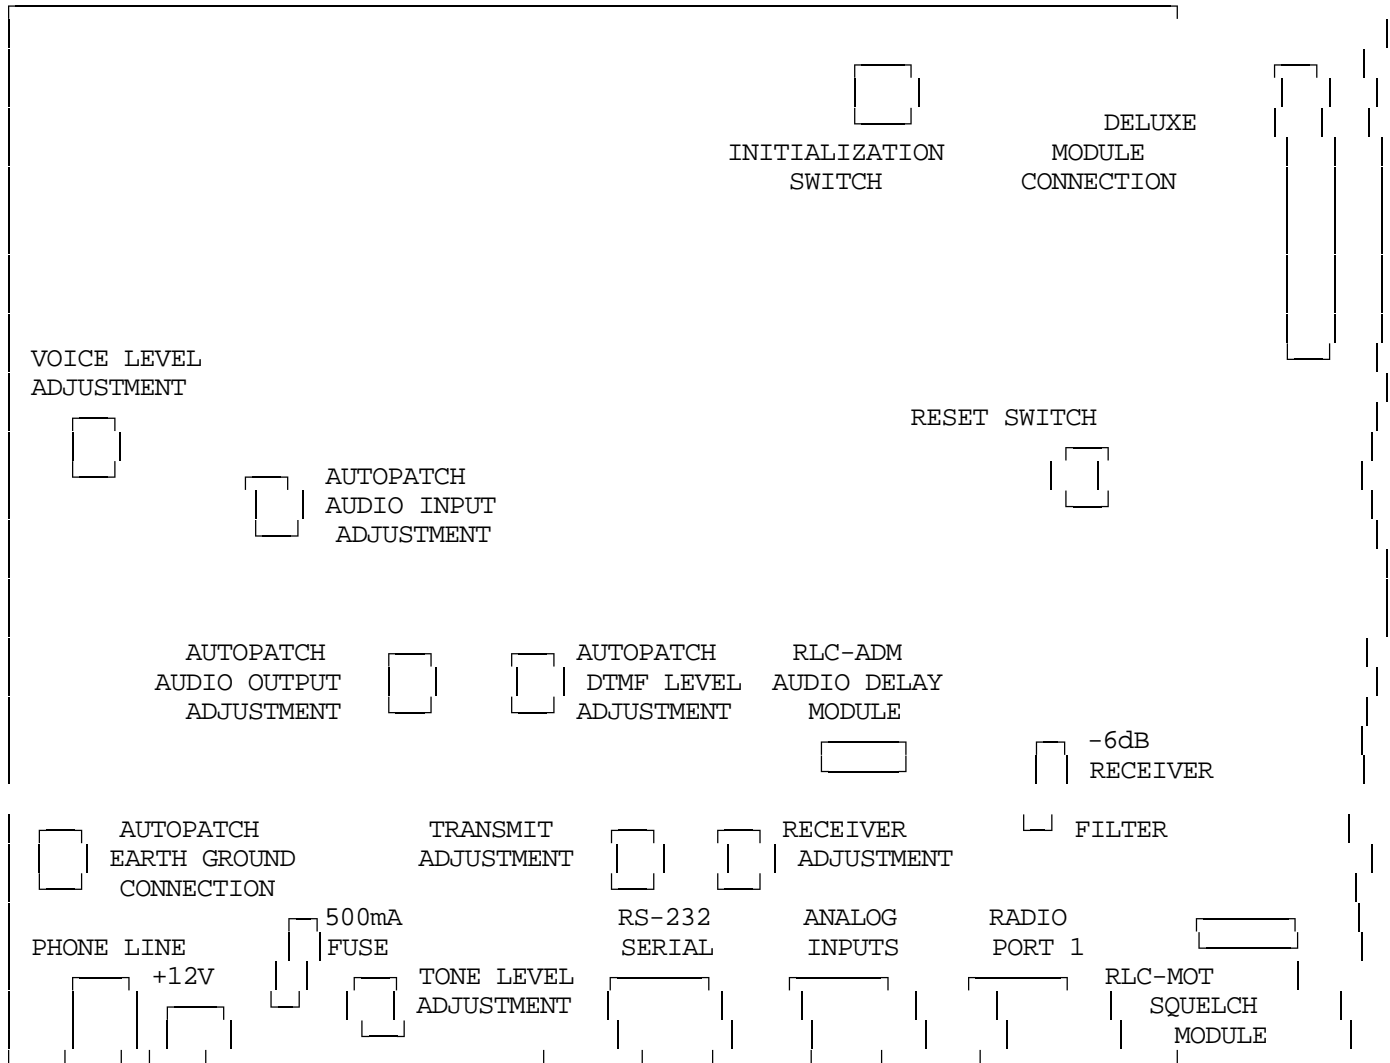 DELUXE
INITIALIZATION MODULE
SWITCH CONNECTION
VOICE LEVEL
ADJUSTMENT
RESET SWITCH
AUTOPATCH
AUDIO INPUT
ADJUSTMENT
AUTOPATCH AUTOPATCH RLC-ADM
AUDIO OUTPUT DTMF LEVEL AUDIO DELAY
ADJUSTMENT ADJUSTMENT MODULE
-6dB
RECEIVER
AUTOPATCH TRANSMIT RECEIVER FILTER
EARTH GROUND ADJUSTMENT ADJUSTMENT
CONNECTION
500mA RS-232 ANALOG RADIO
PHONE LINE FUSE SERIAL INPUTS PORT 1
+12V TONE LEVEL RLC-MOT
ADJUSTMENT SQUELCH
MODULE